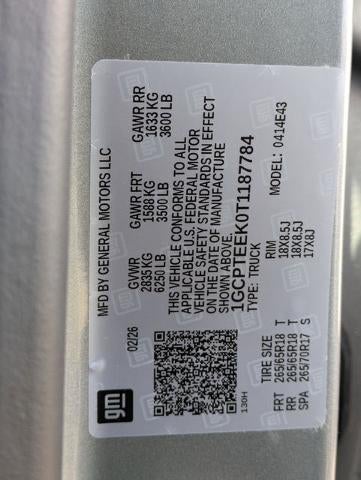 MFD BY GENERAL MOTORS LLC
02/26
GVWR
2835 KG
6250 LB
GAWR FRT
1588 KG
3500 LB
GAWR RR
1633 KG
3600 LB
THIS VEHICLE CONFORMS TO ALL
APPLICABLE U.S. FEDERAL MOTOR
VEHICLE SAFETY STANDARDS IN EFFECT
ON THE DATE OF MANUFACTURE
SHOWN ABOVE.
1GCPTEEK0T1187784
TYPE: TRUCK
MODEL: 0414E43
gm
130H
TIRE SIZE RIM
FRT 265/65R18 T 18X8.5J
RR 265/65R18 T 18X8.5J
SPA 265/70R17 S 17X8J